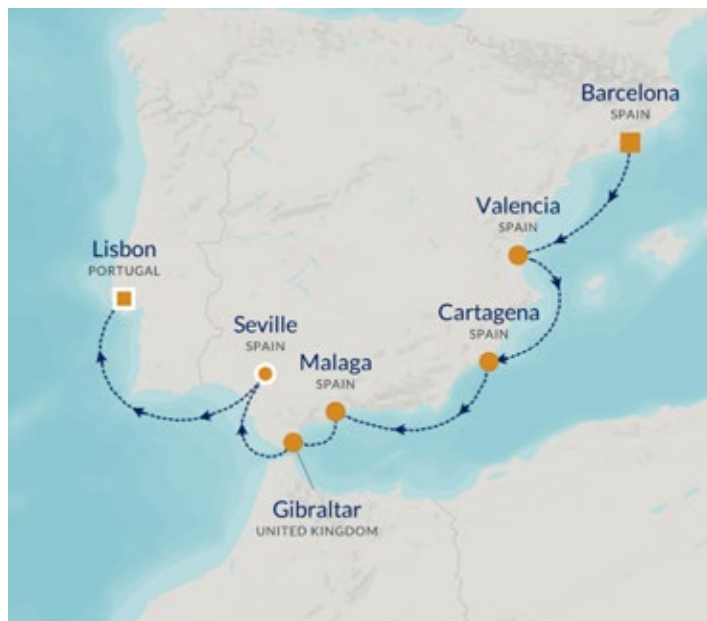 Barcelona
SPAIN
Valencia
SPAIN
Lisbon
PORTUGAL
Cartagena
SPAIN
Seville
SPAIN
Malaga
SPAIN
Gibraltar
UNITED KINGDOM